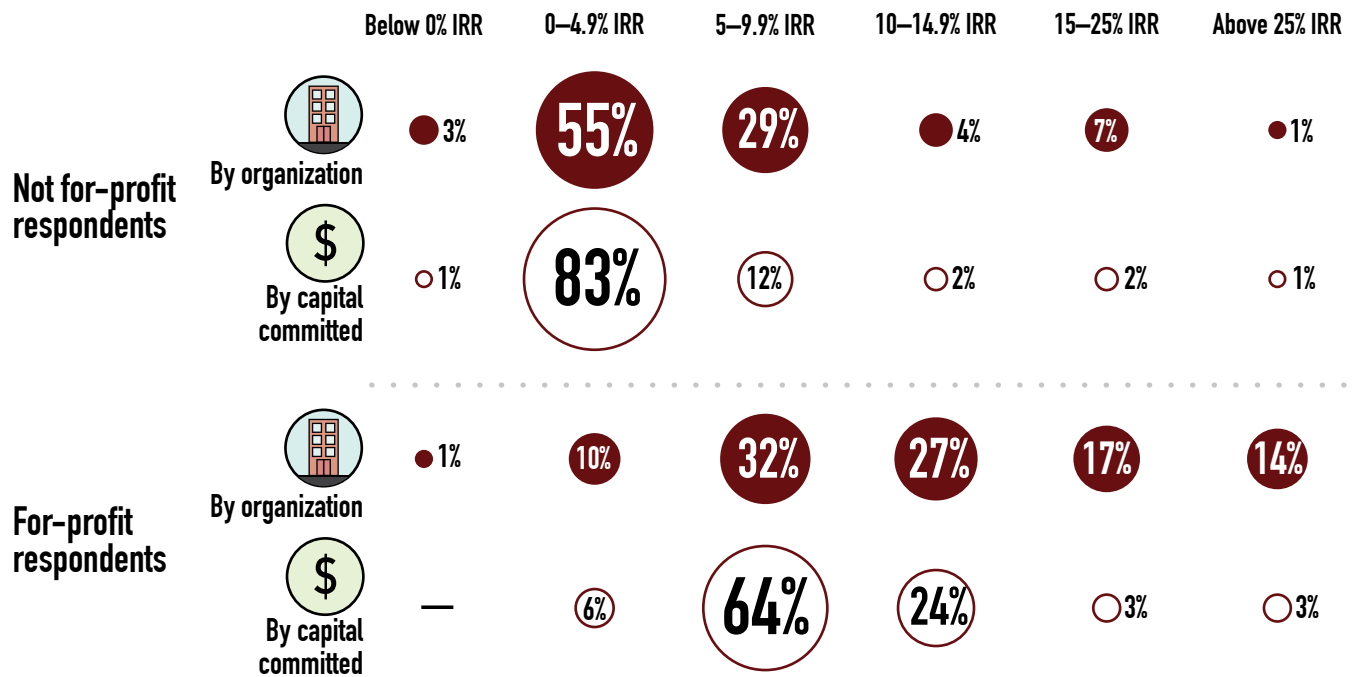 Below 0% IRR 0–4.9% IRR 5–9.9% IRR 10–14.9% IRR 15–25% IRR Above 25% IRR
Not for-profit
respondents
By organization
3% 55% 29% 4% 7% 1%
$
By capital
committed
1% 83% 12% 2% 2% 1%
For-profit
respondents
By organization
1% 10% 32% 27% 17% 14%
$
By capital
committed
— 6% 64% 24% 3% 3%